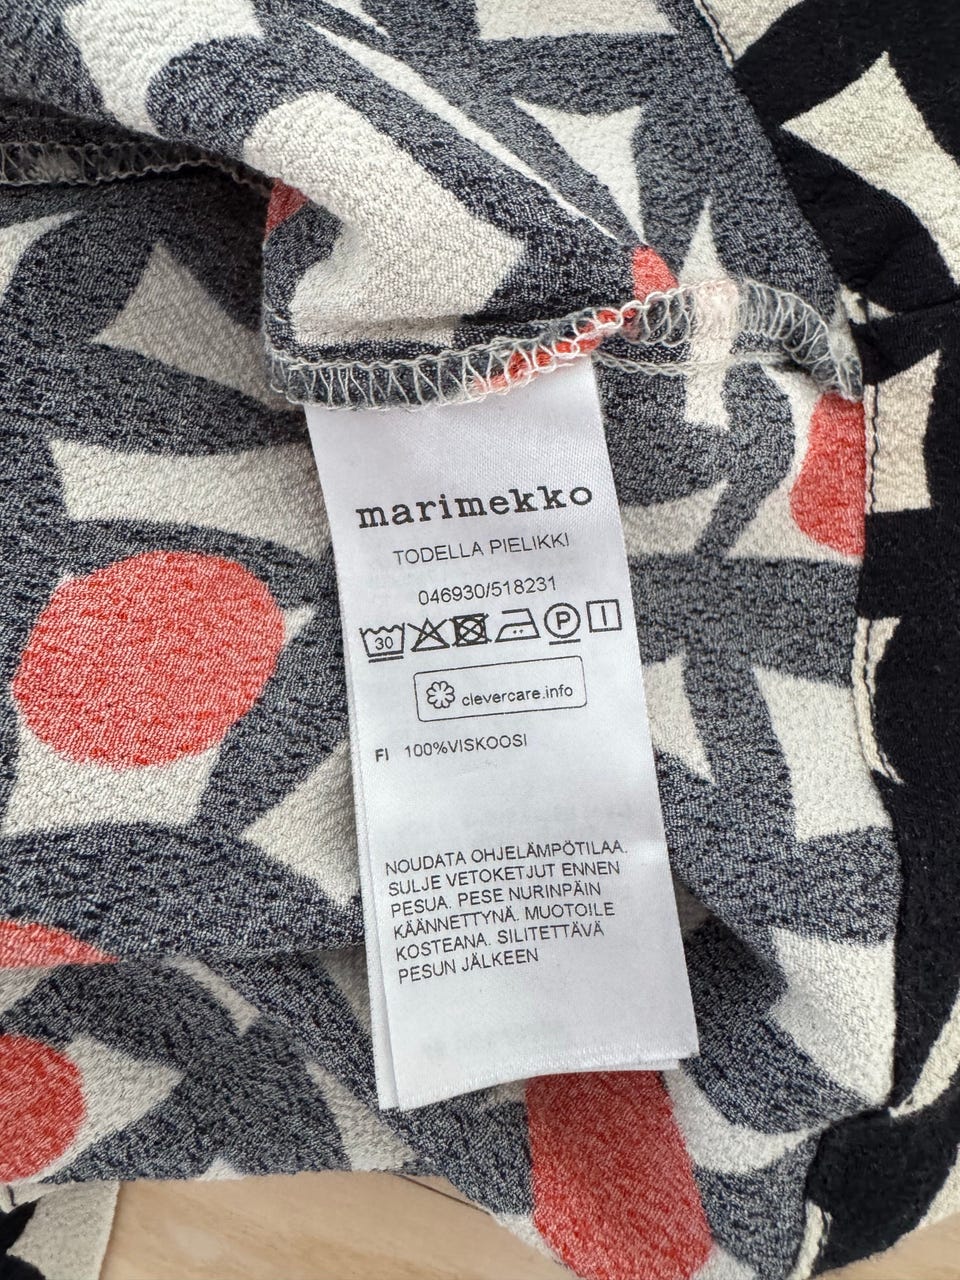 marimekko
TODELLA PIELIKKI
046930/518231
30 P
clevercare.info
FI 100%VISKOOSI
NOUDATA OHJELÄMPÖTILAA.
SULJE VETOKETJUT ENNEN
PESUA. PESE NURINPÄIN
KÄÄNNETTYNÄ. MUOTOILE
KOSTEANA. SILITETTÄVÄ
PESUN JÄLKEEN